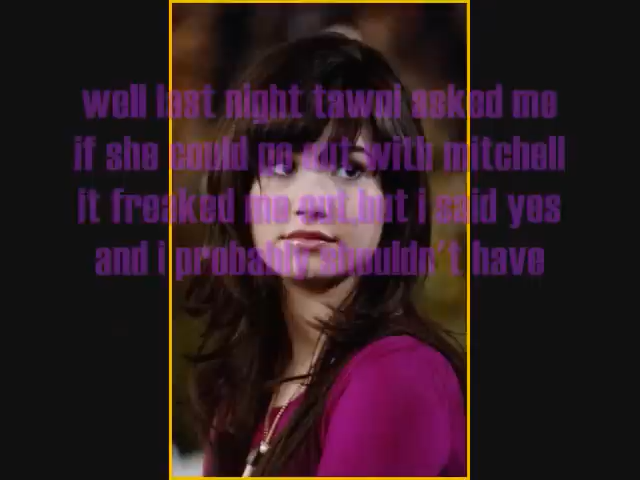 well last night tawni asked me
if she could go out with mitchell
it freaked me out,but i said yes
and i probably shouldn't have